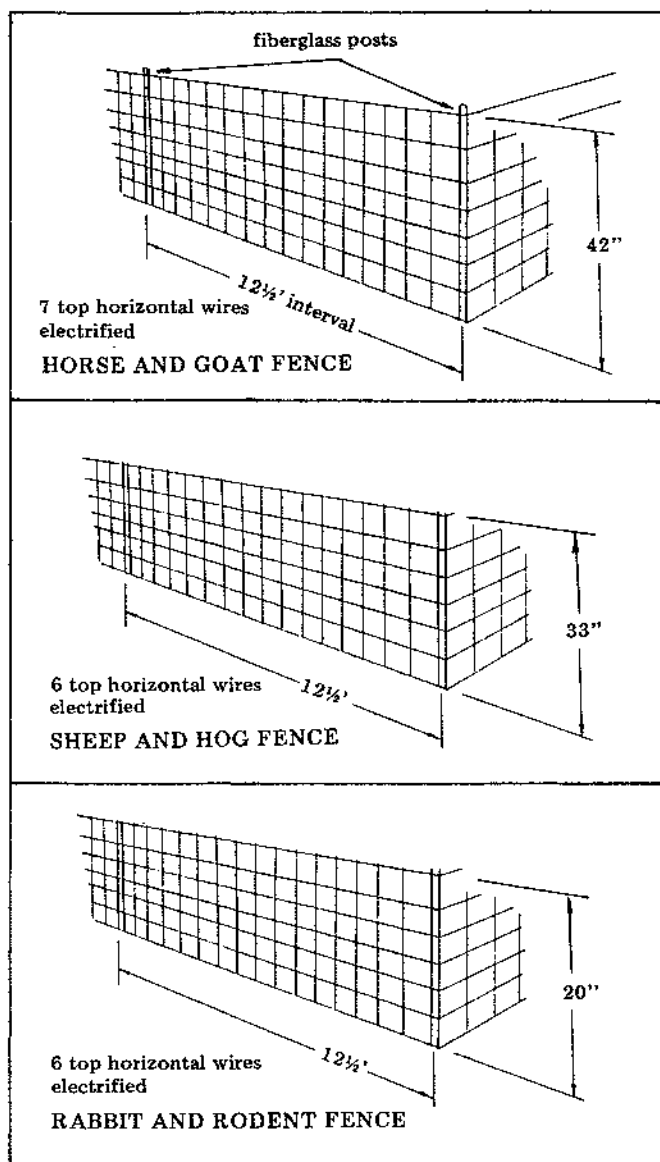 fiberglass posts
42”
12½’ interval
7 top horizontal wires
electrified
HORSE AND GOAT FENCE
33”
12½’
6 top horizontal wires
electrified
SHEEP AND HOG FENCE
20”
12½’
6 top horizontal wires
electrified
RABBIT AND RODENT FENCE